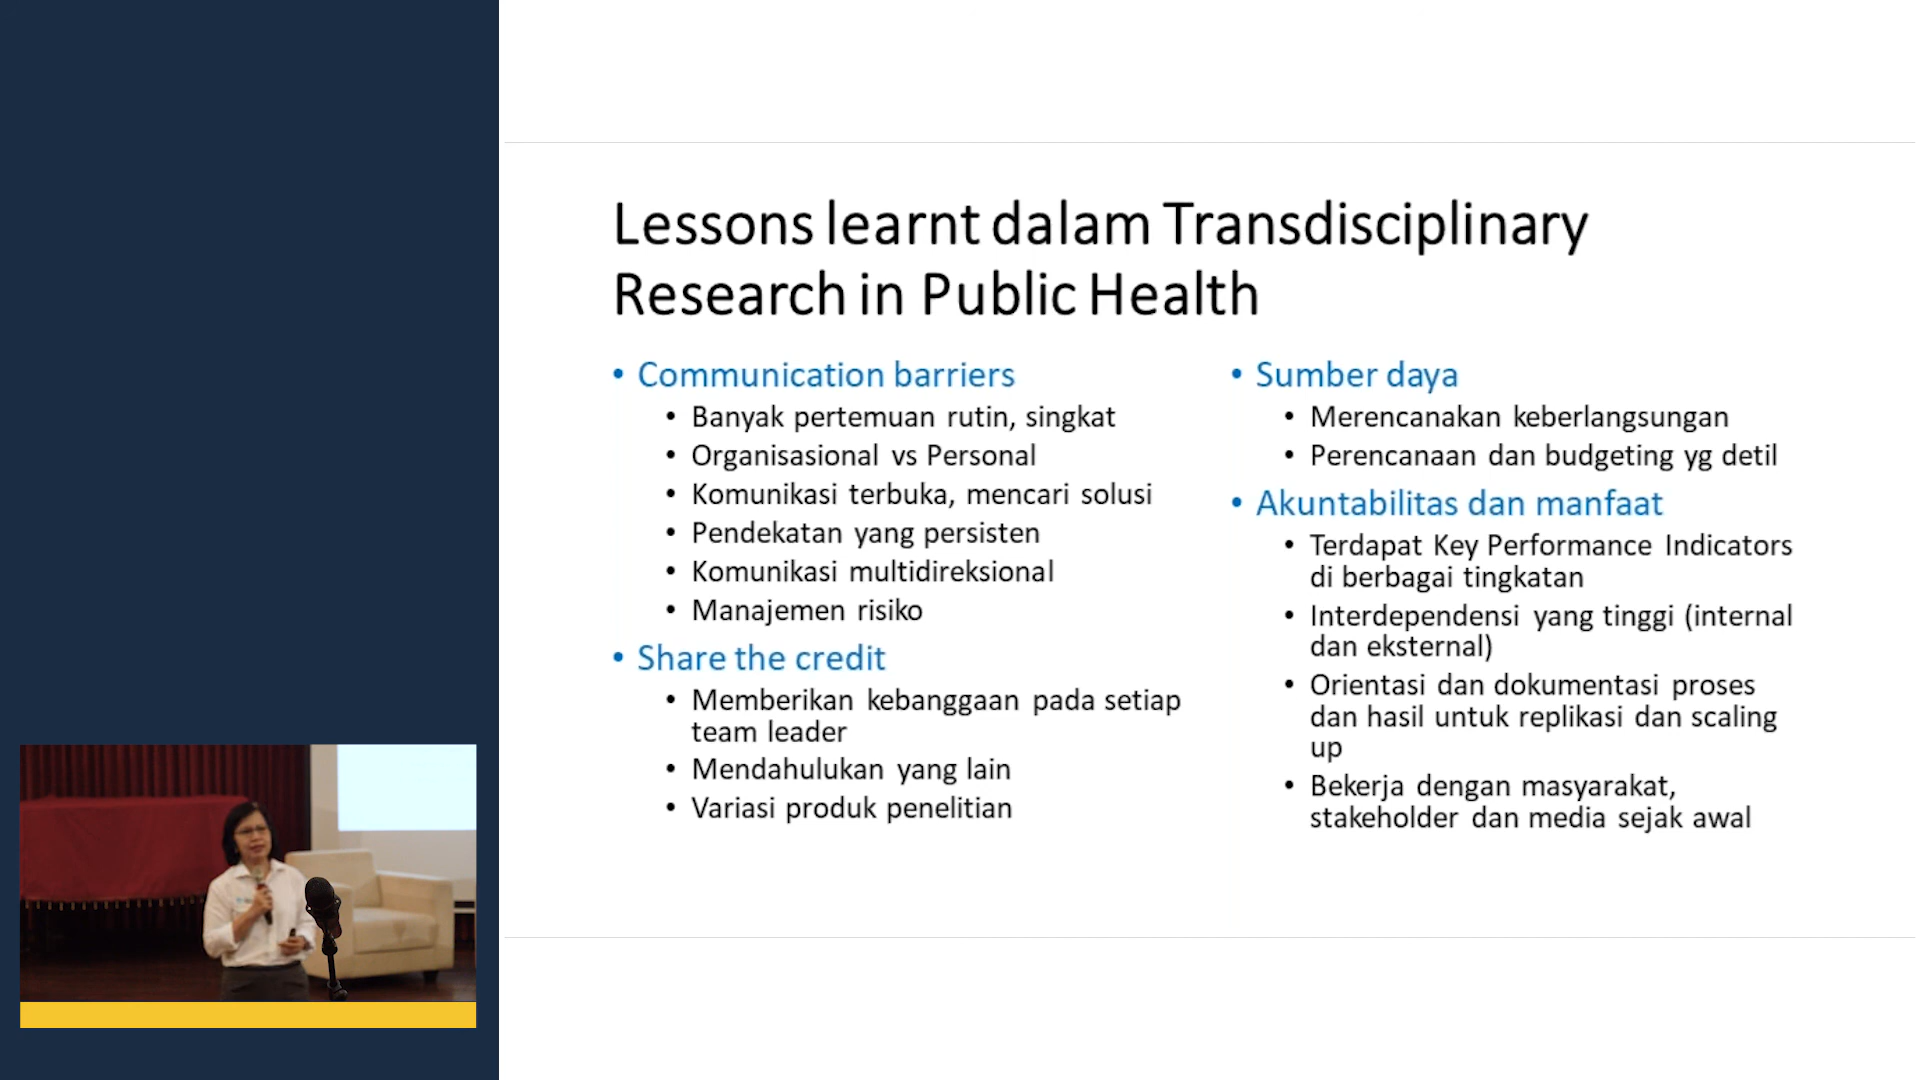 Lessons learnt dalam Transdisciplinary
Research in Public Health
• Communication barriers
• Banyak pertemuan rutin, singkat
• Organisasional vs Personal
• Komunikasi terbuka, mencari solusi
• Pendekatan yang persisten
• Komunikasi multidireksional
• Manajemen risiko
• Share the credit
• Memberikan kebanggaan pada setiap
team leader
• Mendahulukan yang lain
• Variasi produk penelitian
• Sumber daya
• Merencanakan keberlangsungan
• Perencanaan dan budgeting yg detil
• Akuntabilitas dan manfaat
• Terdapat Key Performance Indicators
di berbagai tingkatan
• Interdependensi yang tinggi (internal
dan eksternal)
• Orientasi dan dokumentasi proses
dan hasil untuk replikasi dan scaling
up
• Bekerja dengan masyarakat,
stakeholder dan media sejak awal